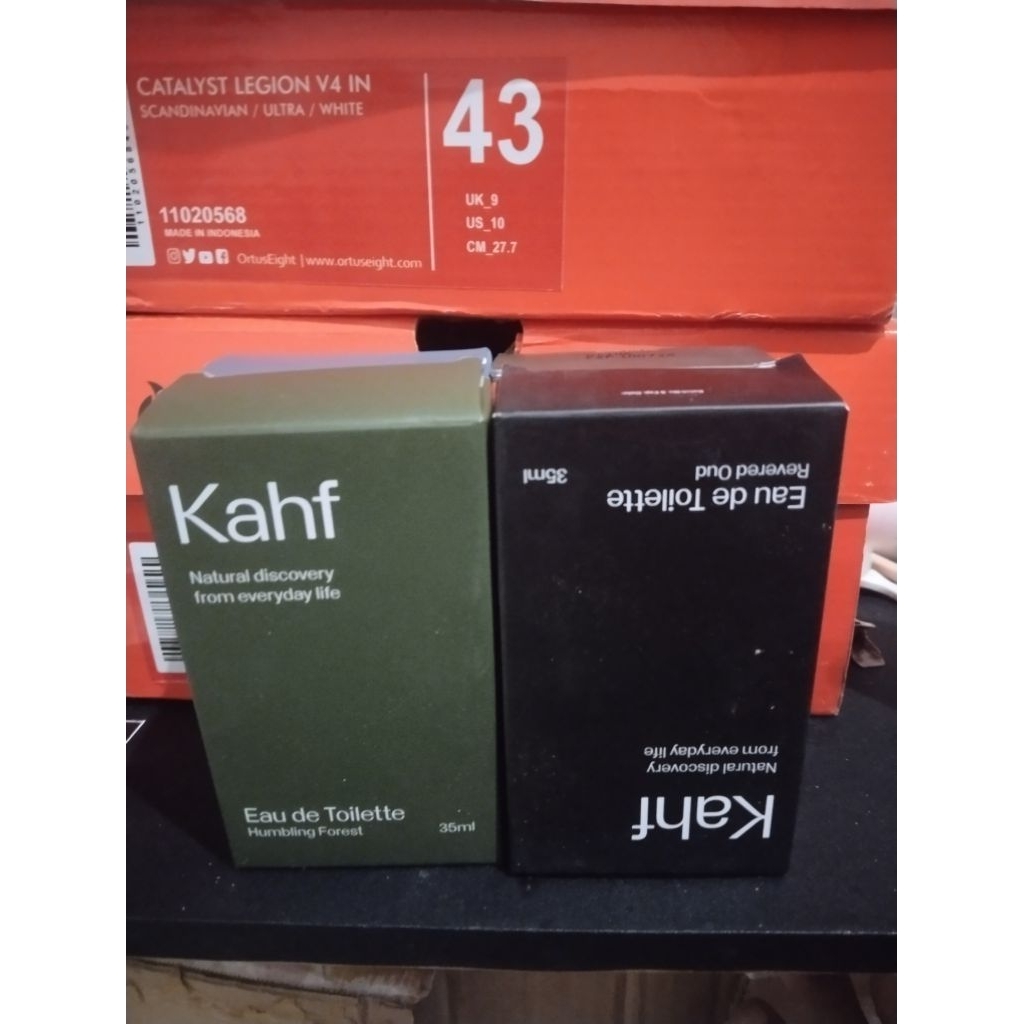 CATALYST LEGION V4 IN
SCANDINAVIAN / ULTRA / WHITE
43
UK_9
US_10
CM_27.7
11020568
MADE IN INDONESIA
OrtusEight | www.ortuseight.com
Kahf
Natural discovery
from everyday life
Eau de Toilette
Humbling Forest
35ml
Kahf
Natural discovery
from everyday life
Eau de Toilette
Revered Oud
35ml